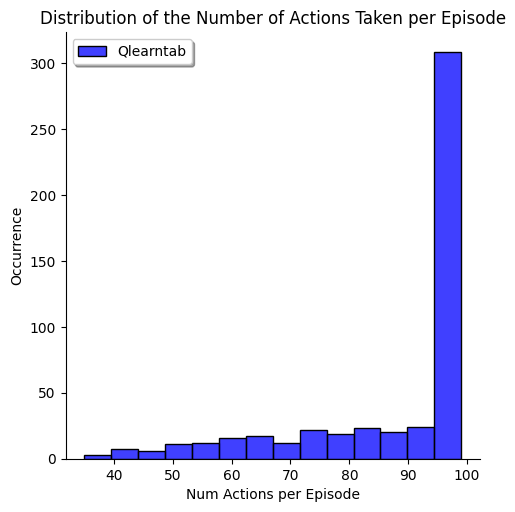 Distribution of the Number of Actions Taken per Episode
Qlearntab
300
250
200
150
100
50
0
Occurrence
40 50 60 70 80 90 100
Num Actions per Episode